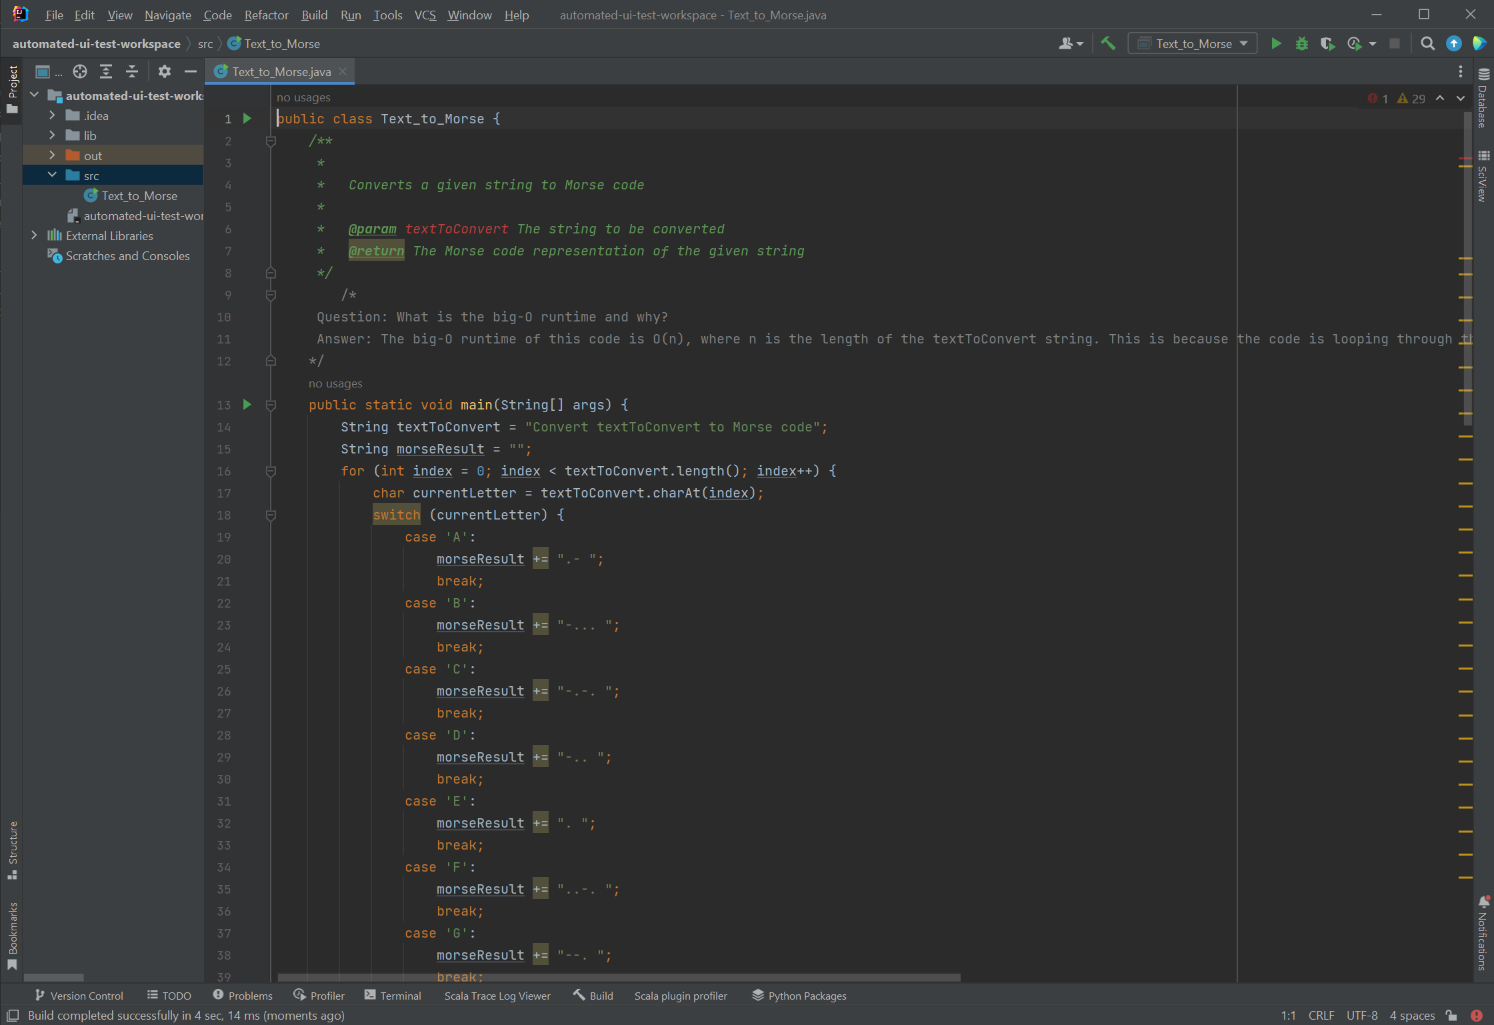 File Edit View Navigate Code Refactor Build Run Tools VCS Window Help automated-ui-test-workspace - Text_to_Morse.java
automated-ui-test-workspace src Text_to_Morse Text_to_Morse
Project ... Text_to_Morse.java
automated-ui-test-work
.idea
lib
out
src
Text_to_Morse
automated-ui-test-wor
External Libraries
Scratches and Consoles
no usages 1 29
1 public class Text_to_Morse {
2 /**
3 *
4 * Converts a given string to Morse code
5 *
6 * @param textToConvert The string to be converted
7 * @return The Morse code representation of the given string
8 */
9 /*
10 Question: What is the big-O runtime and why?
11 Answer: The big-O runtime of this code is O(n), where n is the length of the textToConvert string. This is because the code is looping through th
12 */
no usages
13 public static void main(String[] args) {
14 String textToConvert = "Convert textToConvert to Morse code";
15 String morseResult = "";
16 for (int index = 0; index < textToConvert.length(); index++) {
17 char currentLetter = textToConvert.charAt(index);
18 switch (currentLetter) {
19 case 'A':
20 morseResult += ".- ";
21 break;
22 case 'B':
23 morseResult += "-... ";
24 break;
25 case 'C':
26 morseResult += "-.-. ";
27 break;
28 case 'D':
29 morseResult += "-.. ";
30 break;
31 case 'E':
32 morseResult += ". ";
33 break;
34 case 'F':
35 morseResult += "..-. ";
36 break;
37 case 'G':
38 morseResult += "--. ";
39 break;
Structure
Bookmarks
Database
SciView
Notifications
Version Control TODO Problems Profiler Terminal Scala Trace Log Viewer Build Scala plugin profiler Python Packages
Build completed successfully in 4 sec, 14 ms (moments ago) 1:1 CRLF UTF-8 4 spaces